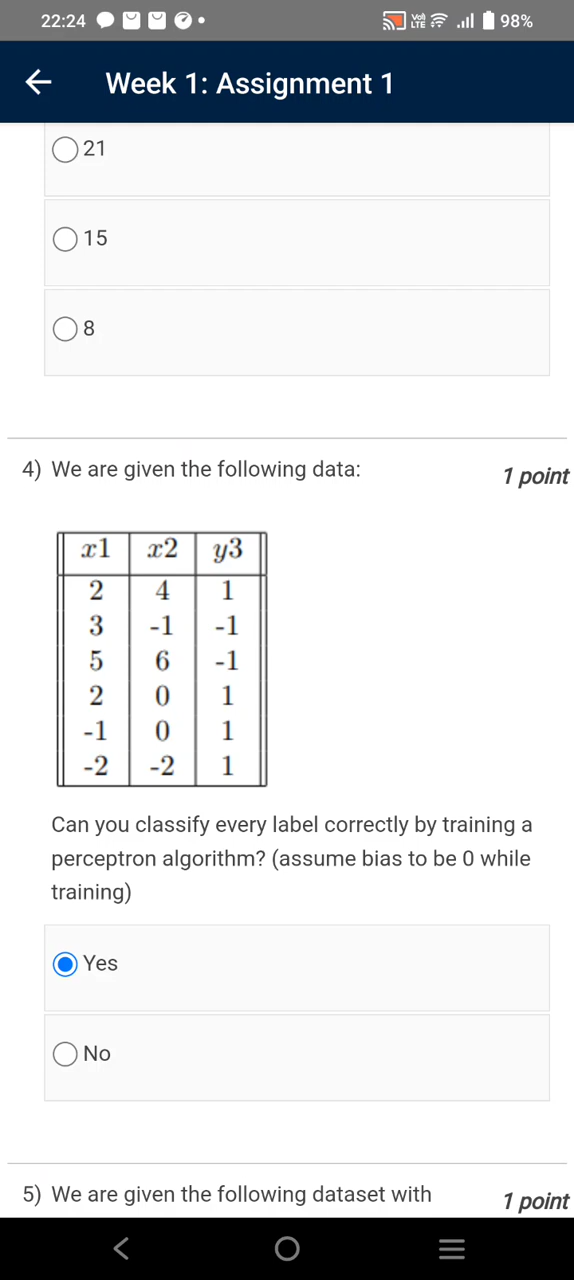 22:24 98%
Week 1: Assignment 1
21
15
8
4) We are given the following data: 1 point
x1 x2 y3
2 4 1
3 -1 -1
5 6 -1
2 0 1
-1 0 1
-2 -2 1
Can you classify every label correctly by training a
perceptron algorithm? (assume bias to be 0 while
training)
Yes
No
5) We are given the following dataset with 1 point